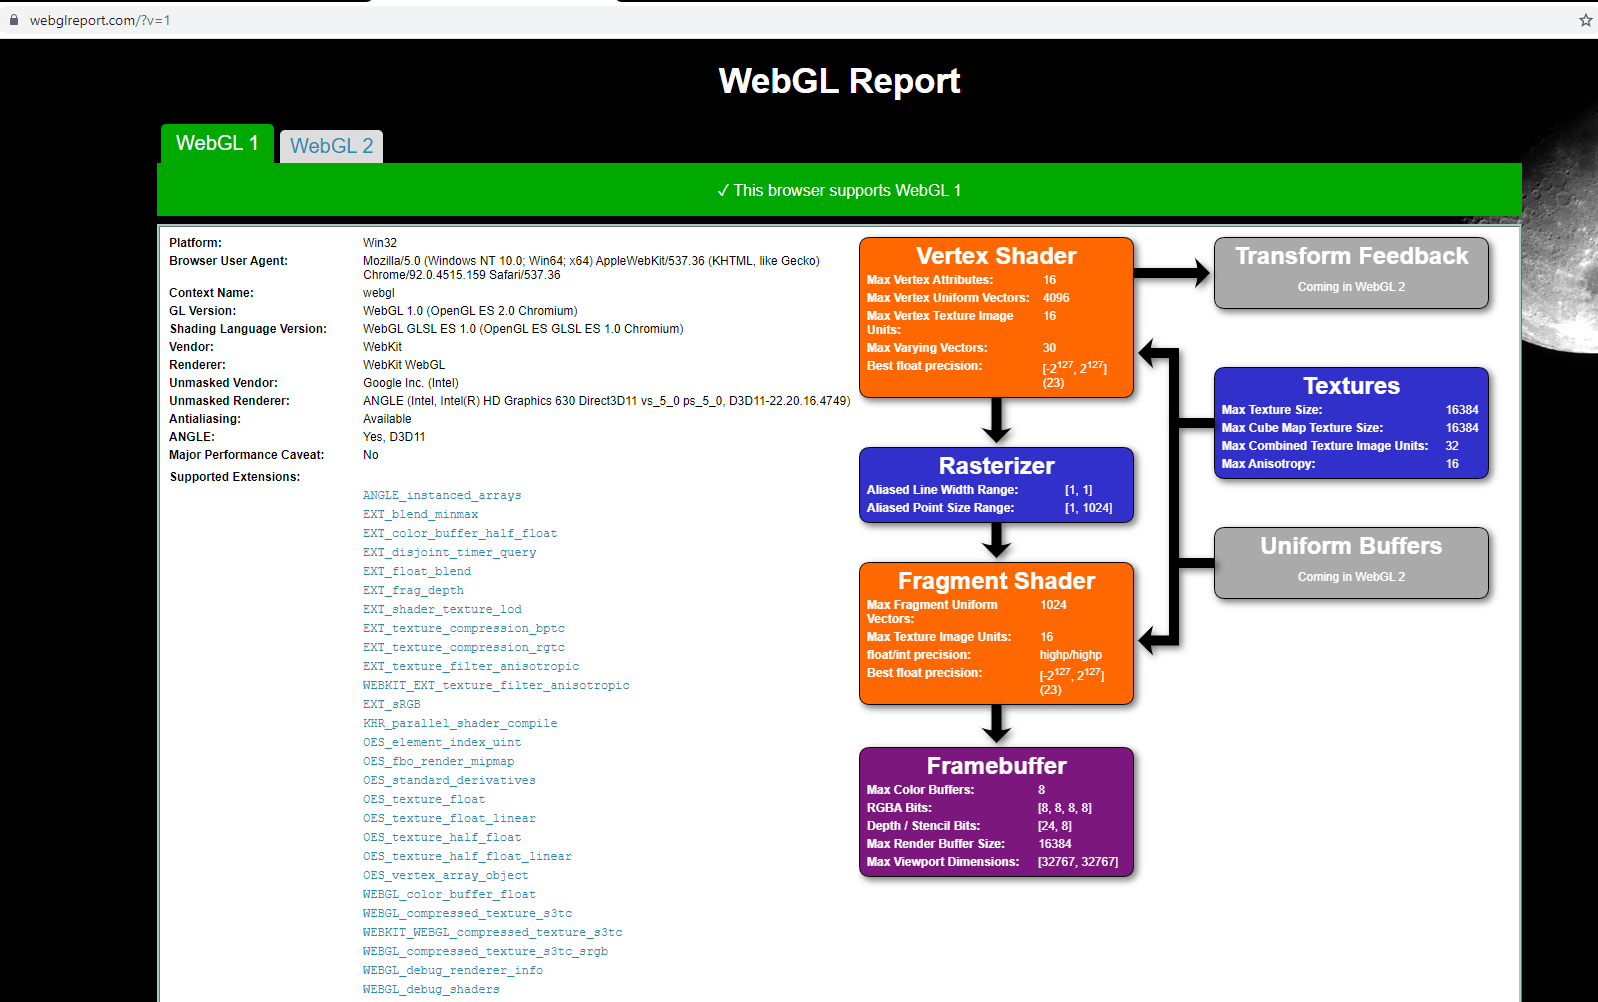 webglreport.com/?v=1
WebGL Report
WebGL 1
WebGL 2
✓ This browser supports WebGL 1
Platform: Win32
Browser User Agent: Mozilla/5.0 (Windows NT 10.0; Win64; x64) AppleWebKit/537.36 (KHTML, like Gecko)
Chrome/92.0.4515.159 Safari/537.36
Context Name: webgl
GL Version: WebGL 1.0 (OpenGL ES 2.0 Chromium)
Shading Language Version: WebGL GLSL ES 1.0 (OpenGL ES GLSL ES 1.0 Chromium)
Vendor: WebKit
Renderer: WebKit WebGL
Unmasked Vendor: Google Inc. (Intel)
Unmasked Renderer: ANGLE (Intel, Intel(R) HD Graphics 630 Direct3D11 vs_5_0 ps_5_0, D3D11-22.20.16.4749)
Antialiasing: Available
ANGLE: Yes, D3D11
Major Performance Caveat: No
Supported Extensions:
ANGLE_instanced_arrays
EXT_blend_minmax
EXT_color_buffer_half_float
EXT_disjoint_timer_query
EXT_float_blend
EXT_frag_depth
EXT_shader_texture_lod
EXT_texture_compression_bptc
EXT_texture_compression_rgtc
EXT_texture_filter_anisotropic
WEBKIT_EXT_texture_filter_anisotropic
EXT_sRGB
KHR_parallel_shader_compile
OES_element_index_uint
OES_fbo_render_mipmap
OES_standard_derivatives
OES_texture_float
OES_texture_float_linear
OES_texture_half_float
OES_texture_half_float_linear
OES_vertex_array_object
WEBGL_color_buffer_float
WEBGL_compressed_texture_s3tc
WEBKIT_WEBGL_compressed_texture_s3tc
WEBGL_compressed_texture_s3tc_srgb
WEBGL_debug_renderer_info
WEBGL_debug_shaders
Vertex Shader
Max Vertex Attributes: 16
Max Vertex Uniform Vectors: 4096
Max Vertex Texture Image 16
Units:
Max Varying Vectors: 30
Best float precision: [-2^127, 2^127]
(23)
Rasterizer
Aliased Line Width Range: [1, 1]
Aliased Point Size Range: [1, 1024]
Fragment Shader
Max Fragment Uniform 1024
Vectors:
Max Texture Image Units: 16
float/int precision: highp/highp
Best float precision: [-2^127, 2^127]
(23)
Framebuffer
Max Color Buffers: 8
RGBA Bits: [8, 8, 8, 8]
Depth / Stencil Bits: [24, 8]
Max Render Buffer Size: 16384
Max Viewport Dimensions: [32767, 32767]
Transform Feedback
Coming in WebGL 2
Textures
Max Texture Size: 16384
Max Cube Map Texture Size: 16384
Max Combined Texture Image Units: 32
Max Anisotropy: 16
Uniform Buffers
Coming in WebGL 2